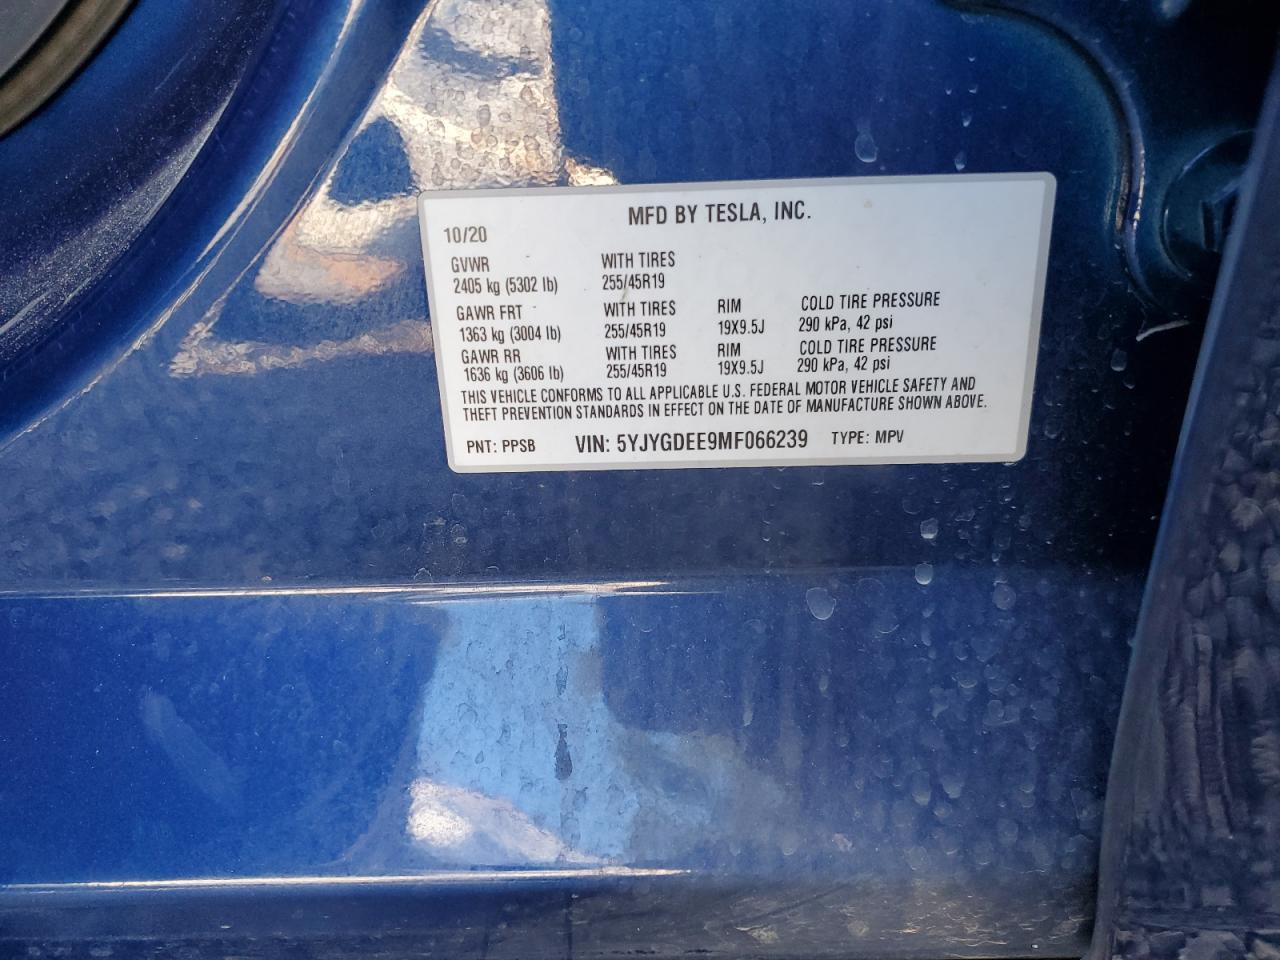 MFD BY TESLA, INC.
10/20
GVWR WITH TIRES
2405 kg (5302 lb) 255/45R19
GAWR FRT WITH TIRES RIM COLD TIRE PRESSURE
1363 kg (3004 lb) 255/45R19 19X9.5J 290 kPa, 42 psi
GAWR RR WITH TIRES RIM COLD TIRE PRESSURE
1636 kg (3606 lb) 255/45R19 19X9.5J 290 kPa, 42 psi
THIS VEHICLE CONFORMS TO ALL APPLICABLE U.S. FEDERAL MOTOR VEHICLE SAFETY AND
THEFT PREVENTION STANDARDS IN EFFECT ON THE DATE OF MANUFACTURE SHOWN ABOVE.
PNT: PPSB VIN: 5YJYGDEE9MF066239 TYPE: MPV